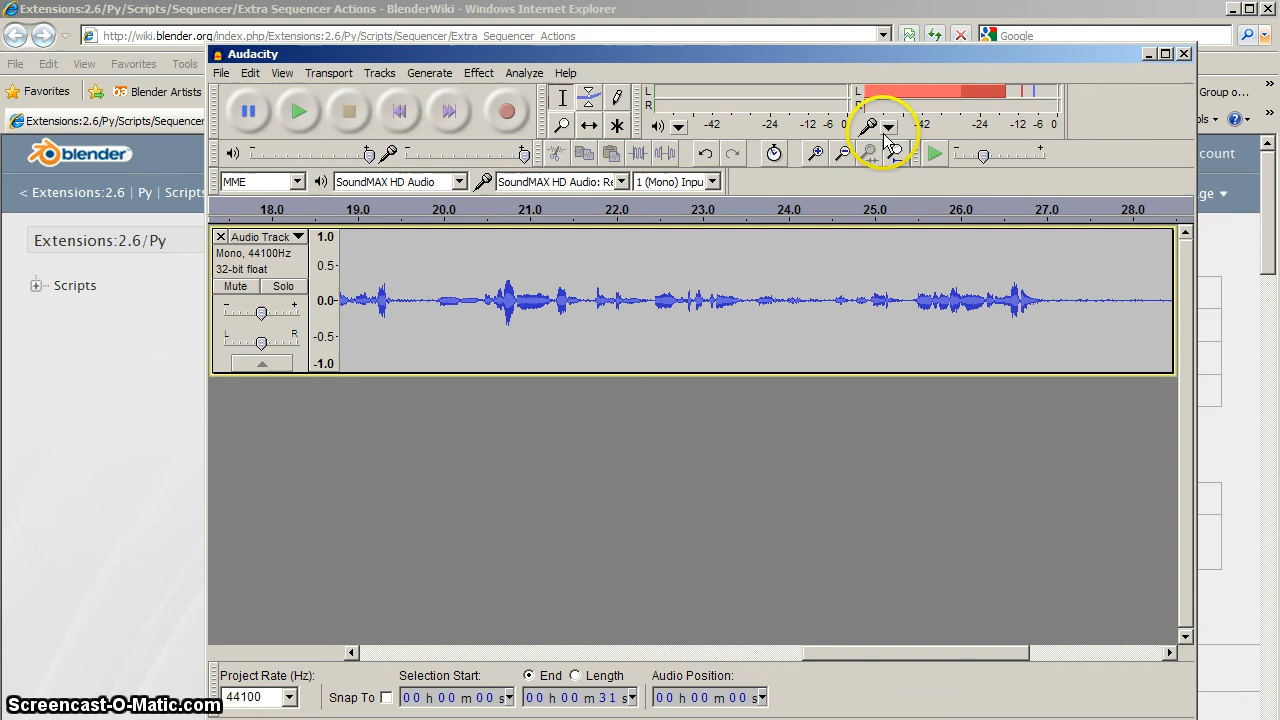 Extensions:2.6/Py/Scripts/Sequencer/Extra Sequencer Actions - BlenderWiki - Windows Internet Explorer
http://wiki.blender.org/index.php/Extensions:2.6/Py/Scripts/Sequencer/Extra_Sequencer_Actions
Google
File Edit View Favorites Tools
Favorites
Blender Artists
Group o...
Extensions:2.6/Py/Scripts/Sequencer/
blender
< Extensions:2.6 | Py | Scripts
Extensions:2.6/Py
Scripts
Audacity
File Edit View Transport Tracks Generate Effect Analyze Help
L
R
-42 -24 -12 -6 0
L
R
-42 -24 -12 -6 0
MME
SoundMAX HD Audio
SoundMAX HD Audio: Re
1 (Mono) Inpu
18.0 19.0 20.0 21.0 22.0 23.0 24.0 25.0 26.0 27.0 28.0
Audio Track
Mono, 44100Hz
32-bit float
Mute Solo
- +
L R
1.0
0.5-
0.0-
-0.5-
-1.0
Project Rate (Hz):
44100
Snap To
Selection Start:
00 h 00 m 00 s
End Length
00 h 00 m 31 s
Audio Position:
00 h 00 m 00 s
Screencast-O-Matic.com